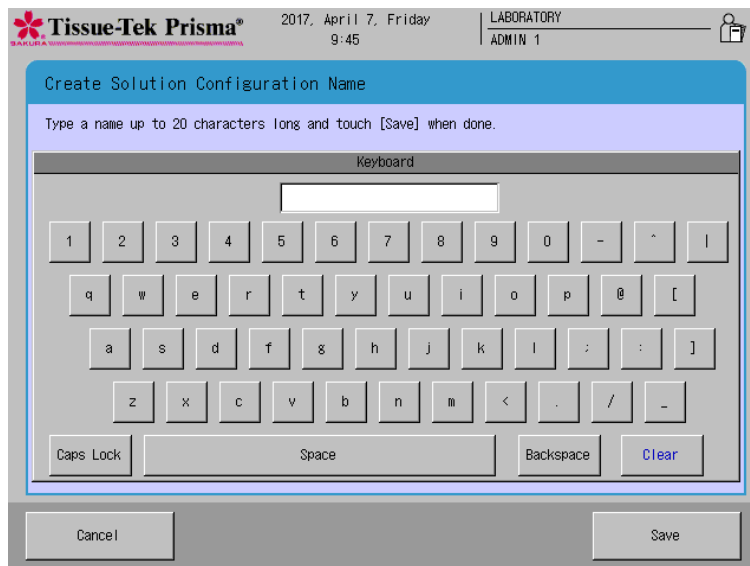 Tissue-Tek Prisma®
SAKURA
2017, April 7, Friday
9:45
LABORATORY
ADMIN 1
Create Solution Configuration Name
Type a name up to 20 characters long and touch [Save] when done.
Keyboard
1 2 3 4 5 6 7 8 9 0 - ^ |
q w e r t y u i o p @ [
a s d f g h j k l ; : ]
z x c v b n m < . / _
Caps Lock Space Backspace Clear
Cancel Save